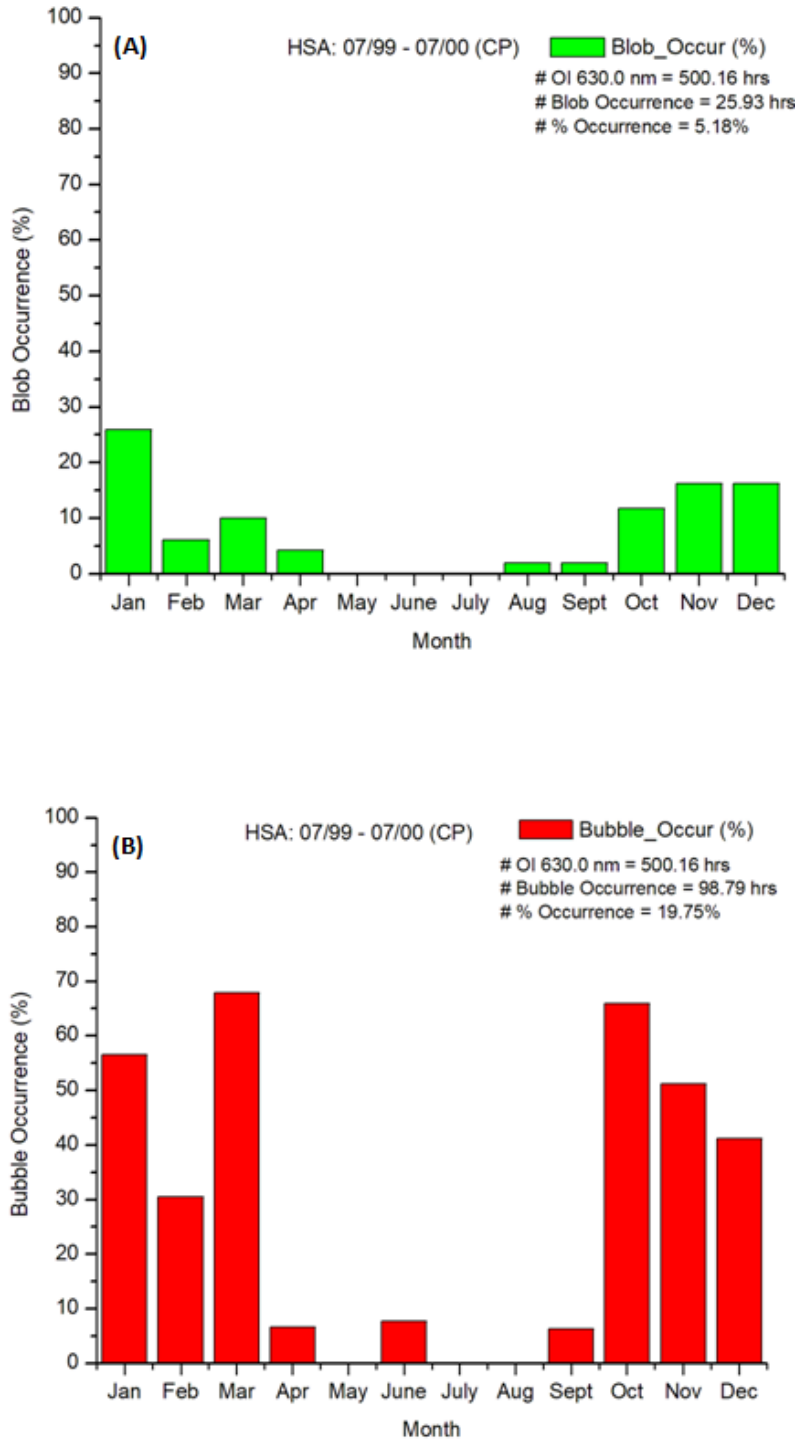 (A)
HSA: 07/99 - 07/00 (CP)
Blob_Occur (%)
# OI 630.0 nm = 500.16 hrs
# Blob Occurrence = 25.93 hrs
# % Occurrence = 5.18%
Blob Occurrence (%)
100
90
80
70
60
50
40
30
20
10
0
Jan Feb Mar Apr May June July Aug Sept Oct Nov Dec
Month
(B)
HSA: 07/99 - 07/00 (CP)
Bubble_Occur (%)
# OI 630.0 nm = 500.16 hrs
# Bubble Occurrence = 98.79 hrs
# % Occurrence = 19.75%
Bubble Occurrence (%)
100
90
80
70
60
50
40
30
20
10
0
Jan Feb Mar Apr May June July Aug Sept Oct Nov Dec
Month